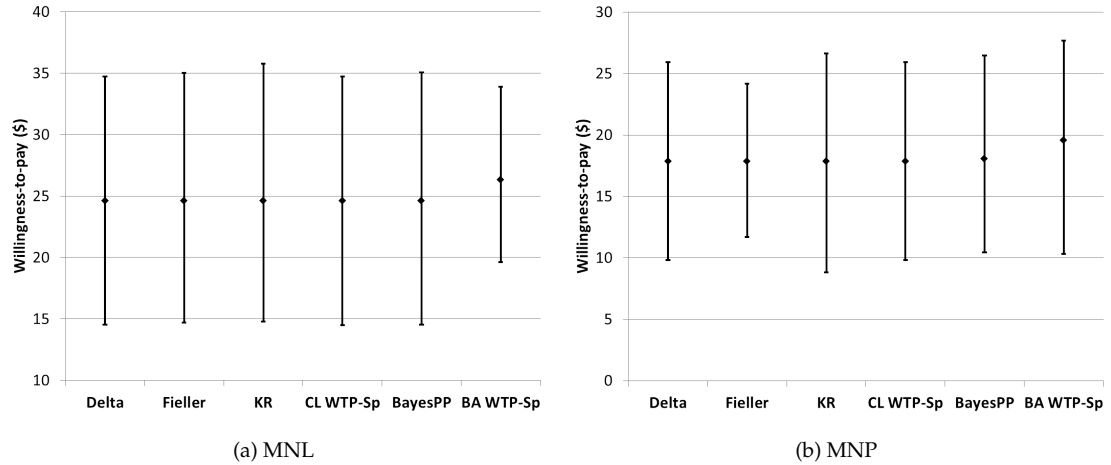 40
35
30
25
20
15
10
Willingness-to-pay ($)
Delta Fieller KR CL WTP-Sp BayesPP BA WTP-Sp
(a) MNL
30
25
20
15
10
5
0
Willingness-to-pay ($)
Delta Fieller KR CL WTP-Sp BayesPP BA WTP-Sp
(b) MNP